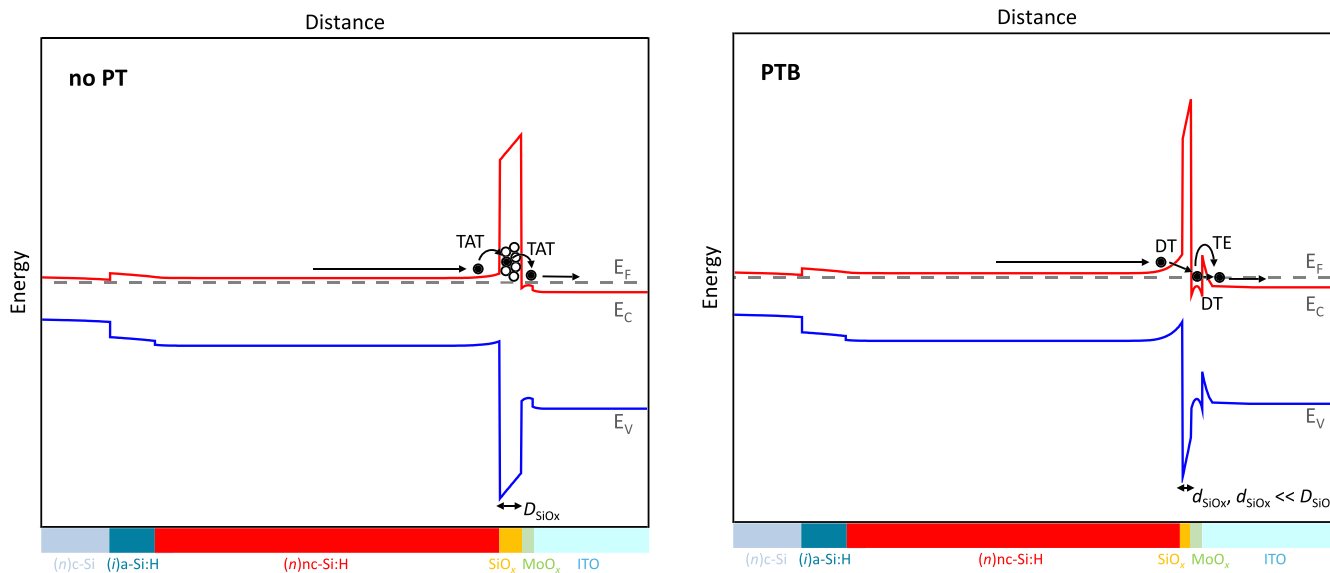 Distance
no PT
TAT
TAT
Energy
E_F
E_C
E_V
D_SiOx
(n)c-Si
(i)a-Si:H
(n)nc-Si:H
SiO_x
MoO_x
ITO
Distance
PTB
DT
TE
DT
Energy
E_F
E_C
E_V
d_SiOx, d_SiOx << D_SiO
(n)c-Si
(i)a-Si:H
(n)nc-Si:H
SiO_x
MoO_x
ITO